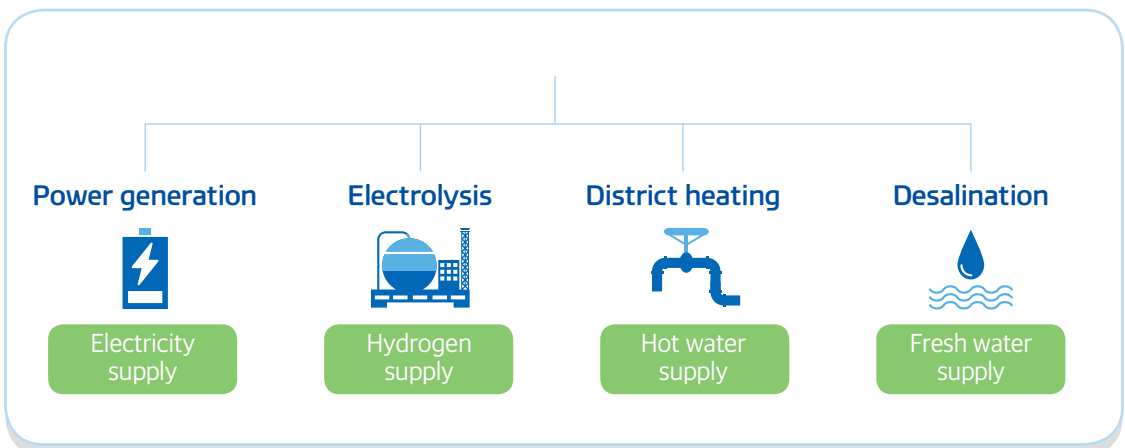 Power generation
Electrolysis
District heating
Desalination
Electricity
supply
Hydrogen
supply
Hot water
supply
Fresh water
supply